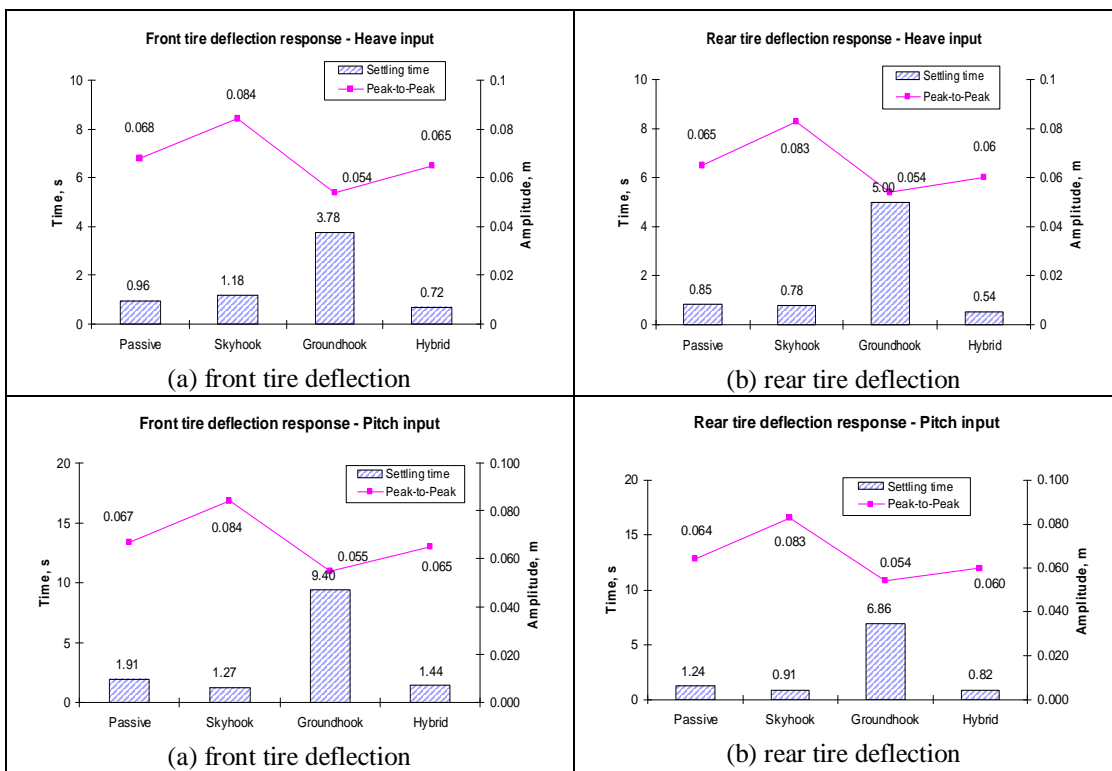 Front tire deflection response - Heave input
Settling time
Peak-to-Peak
10
8
6
4
2
0
Time, s
0.1
0.08
0.06
0.04
0.02
0
Amplitude, m
0.068
0.084
0.054
0.065
0.96
1.18
3.78
0.72
Passive Skyhook Groundhook Hybrid
(a) front tire deflection
Rear tire deflection response - Heave input
Settling time
Peak-to-Peak
10
8
6
4
2
0
Time, s
0.1
0.08
0.06
0.04
0.02
0
Amplitude, m
0.065
0.083
0.054
0.06
0.85
0.78
5.00
0.54
Passive Skyhook Groundhook Hybrid
(b) rear tire deflection
Front tire deflection response - Pitch input
Settling time
Peak-to-Peak
20
15
10
5
0
Time, s
0.100
0.080
0.060
0.040
0.020
0.000
Amplitude, m
0.067
0.084
0.055
0.065
1.91
1.27
9.40
1.44
Passive Skyhook Groundhook Hybrid
(a) front tire deflection
Rear tire deflection response - Pitch input
Settling time
Peak-to-Peak
20
15
10
5
0
Time, s
0.100
0.080
0.060
0.040
0.020
0.000
Amplitude, m
0.064
0.083
0.054
0.060
1.24
0.91
6.86
0.82
Passive Skyhook Groundhook Hybrid
(b) rear tire deflection